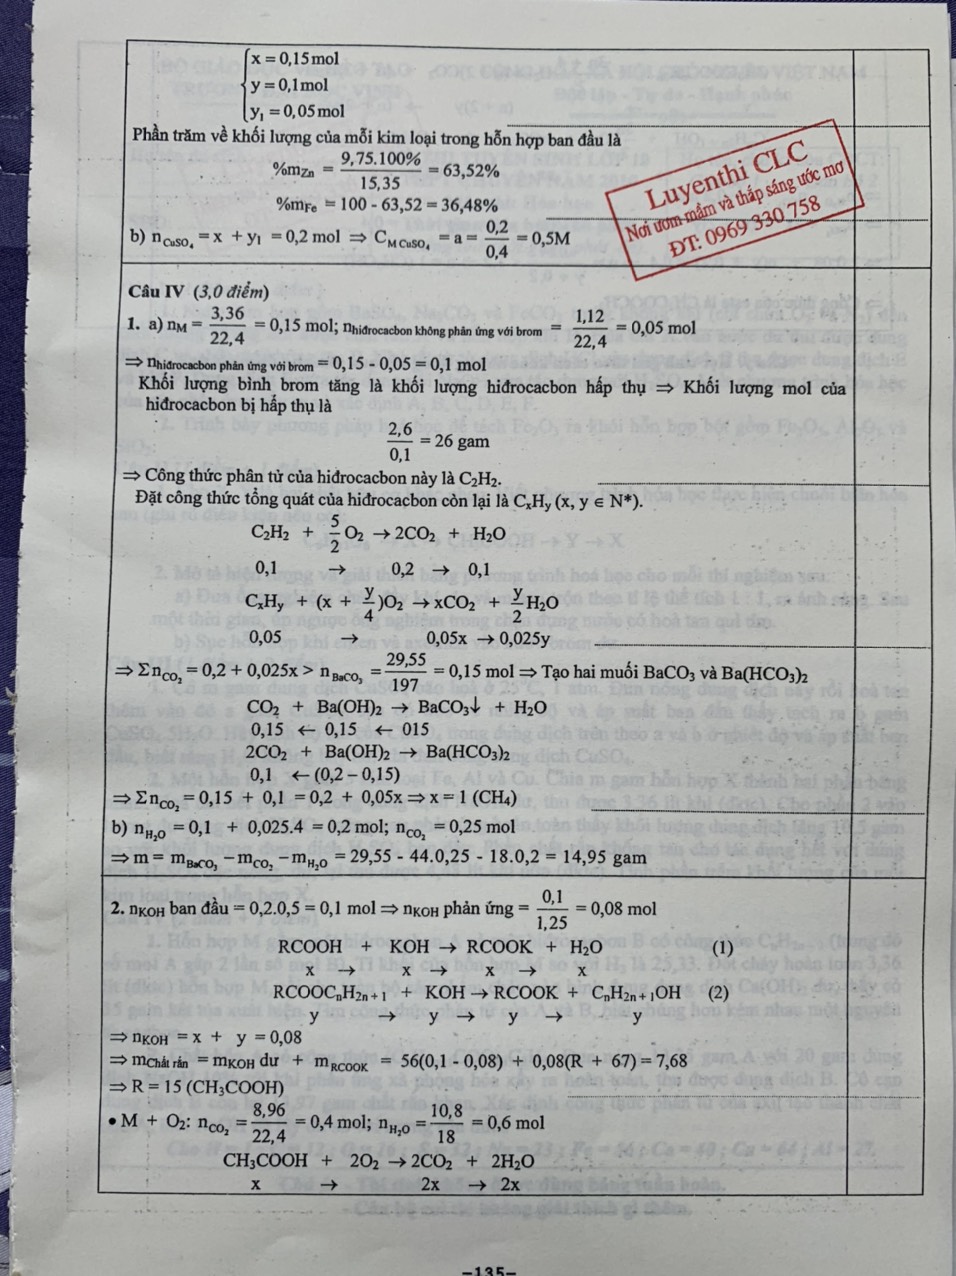 x = 0,15 mol
y = 0,1 mol
y₁ = 0,05 mol
Phần trăm về khối lượng của mỗi kim loại trong hỗn hợp ban đầu là
%m_Zn = 9,75.100% / 15,35 = 63,52%
%m_Fe = 100 - 63,52 = 36,48%
b) n_CuSO₄ = x + y₁ = 0,2 mol ⇒ C_M CuSO₄ = a = 0,2 / 0,4 = 0,5M
Luyenthi CLC
Nơi ươm mầm và thắp sáng ước mơ
ĐT: 0969 330 758
Câu IV (3,0 điểm)
1. a) n_M = 3,36 / 22,4 = 0,15 mol; n_hiđrocacbon không phản ứng với brom = 1,12 / 22,4 = 0,05 mol
⇒ n_hiđrocacbon phản ứng với brom = 0,15 - 0,05 = 0,1 mol
Khối lượng bình brom tăng là khối lượng hiđrocacbon hấp thụ ⇒ Khối lượng mol của
hiđrocacbon bị hấp thụ là
2,6 / 0,1 = 26 gam
⇒ Công thức phân tử của hiđrocacbon này là C₂H₂.
Đặt công thức tổng quát của hiđrocacbon còn lại là CₓHᵧ (x, y ∈ N*).
C₂H₂ + 5/2 O₂ → 2CO₂ + H₂O
0,1 → 0,2 → 0,1
CₓHᵧ + (x + y/4)O₂ → xCO₂ + y/2 H₂O
0,05 → 0,05x → 0,025y
⇒ Σn_CO₂ = 0,2 + 0,025x > n_BaCO₃ = 29,55 / 197 = 0,15 mol ⇒ Tạo hai muối BaCO₃ và Ba(HCO₃)₂
CO₂ + Ba(OH)₂ → BaCO₃↓ + H₂O
0,15 ← 0,15 ← 015
2CO₂ + Ba(OH)₂ → Ba(HCO₃)₂
0,1 ← (0,2 – 0,15)
⇒ Σn_CO₂ = 0,15 + 0,1 = 0,2 + 0,05x ⇒ x = 1 (CH₄)
b) n_H₂O = 0,1 + 0,025.4 = 0,2 mol; n_CO₂ = 0,25 mol
⇒ m = m_BaCO₃ – m_CO₂ – m_H₂O = 29,55 - 44.0,25 - 18.0,2 = 14,95 gam
2. n_KOH ban đầu = 0,2.0,5 = 0,1 mol ⇒ n_KOH phản ứng = 0,1 / 1,25 = 0,08 mol
RCOOH + KOH → RCOOK + H₂O (1)
x → x → x → x
RCOOCₙH₂ₙ₊₁ + KOH → RCOOK + CₙH₂ₙ₊₁OH (2)
y → y → y → y
⇒ n_KOH = x + y = 0,08
⇒ m_Chất rắn = m_KOH dư + m_RCOOK = 56(0,1 - 0,08) + 0,08(R + 67) = 7,68
⇒ R = 15 (CH₃COOH)
• M + O₂: n_CO₂ = 8,96 / 22,4 = 0,4 mol; n_H₂O = 10,8 / 18 = 0,6 mol
CH₃COOH + 2O₂ → 2CO₂ + 2H₂O
x → 2x → 2x
–135–